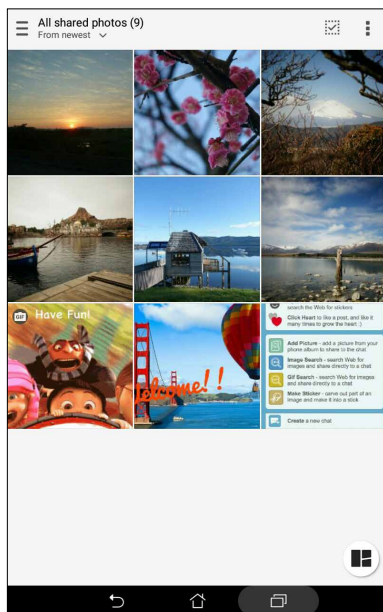 All shared photos (9)
From newest
GIF Have Fun!
Welcome! !
search the Web for stickers
Click Heart to like a post, and like it
many times to grow the heart :)
Add Picture - add a picture from your
phone album to share to the chat
Image Search - search Web for
images and share directly to a chat
Gif Search - search Web for images
and share directly to a chat
Make Sticker - carve out part of an
image and make it into a stick
Create a new chat